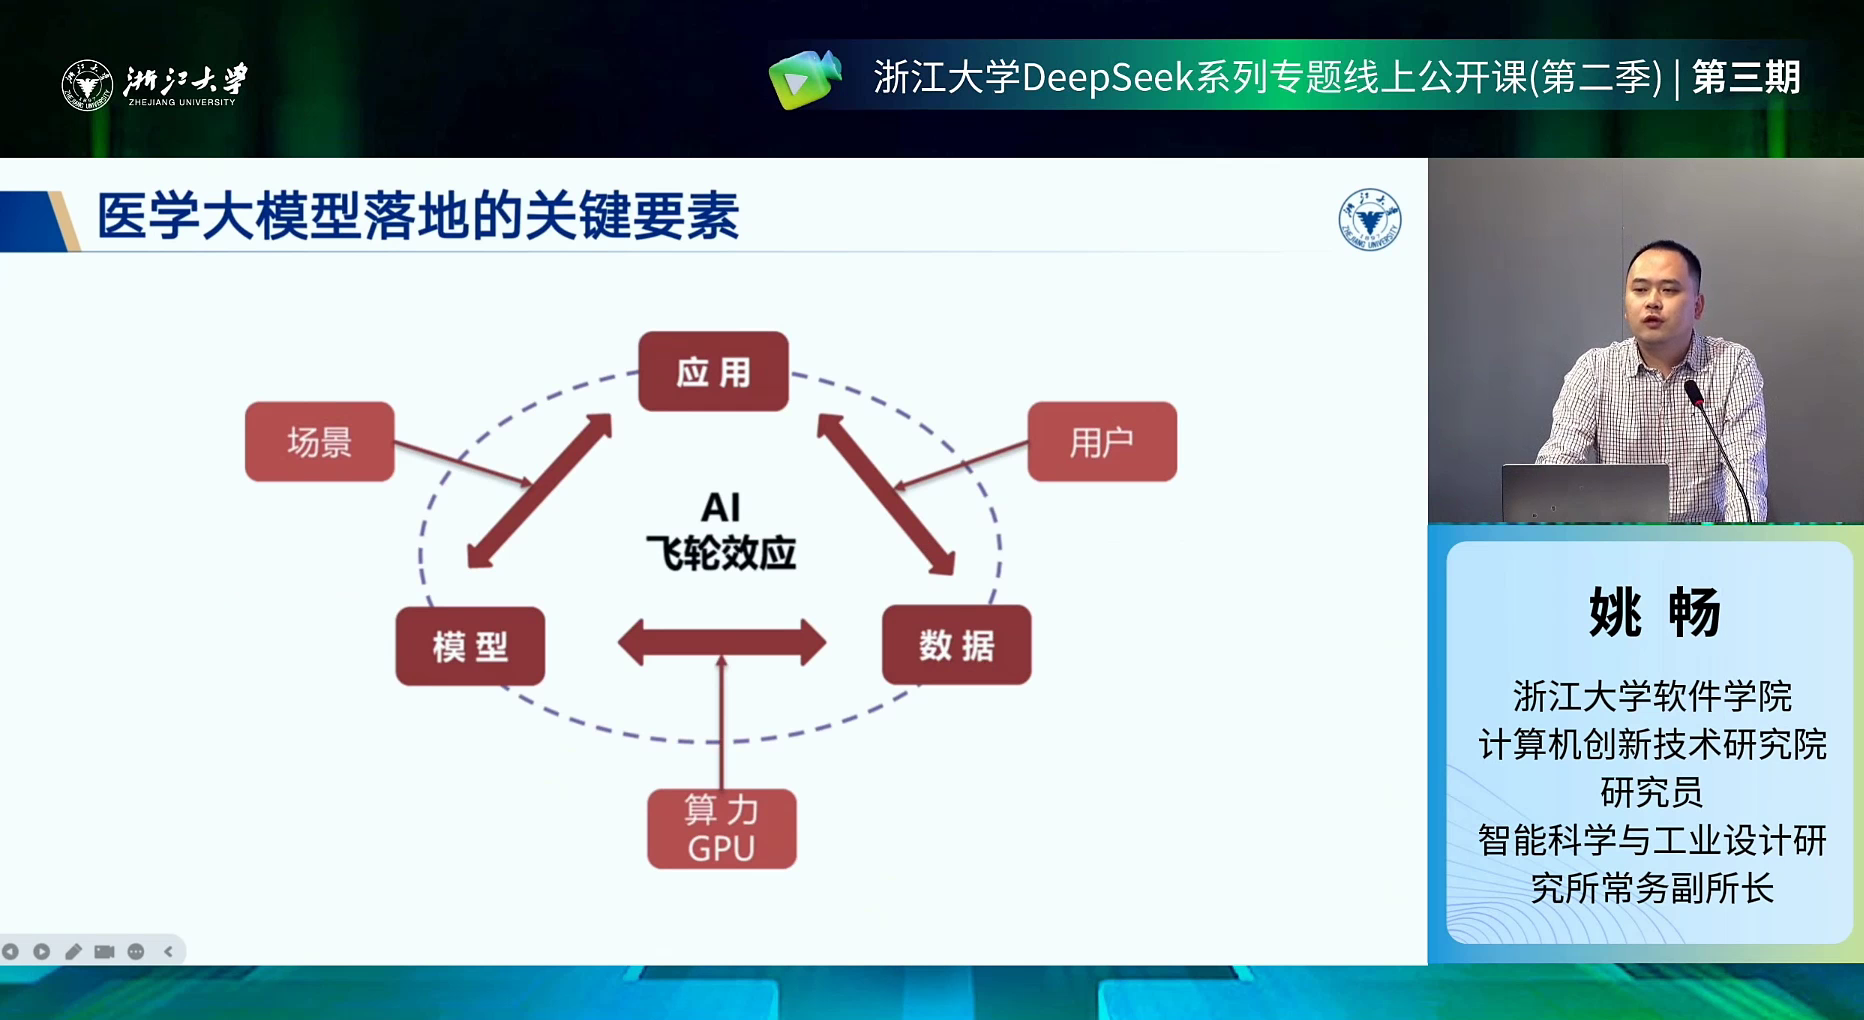 浙江大学
ZHEJIANG UNIVERSITY
浙江大学DeepSeek系列专题线上公开课(第二季) | 第三期
医学大模型落地的关键要素
应用
场景
用户
AI
飞轮效应
模型
数据
算力
GPU
姚 畅
浙江大学软件学院
计算机创新技术研究院
研究员
智能科学与工业设计研
究所常务副所长